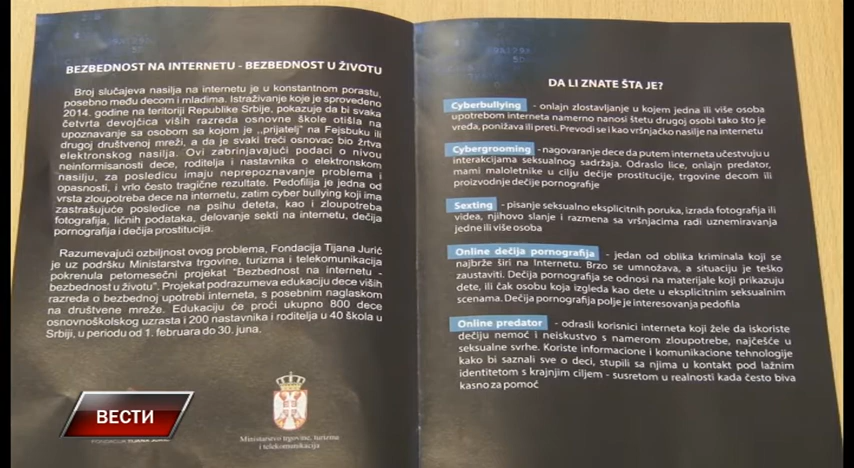 BEZBEDNOST NA INTERNETU - BEZBEDNOST U ŽIVOTU
Broj slučajeva nasilja na internetu je u konstantnom porastu,
posebno među decom i mladima. Istraživanje koje je sprovedeno
2014. godine na teritoriji Republike Srbije, pokazuje da bi svaka
četvrta devojčica viših razreda osnovne škole otišla na
upoznavanje sa osobom sa kojom je ,,prijatelj" na Fejsbuku ili
drugoj društvenoj mreži, a da je svaki treći osnovac bio žrtva
elektronskog nasilja. Ovi zabrinjavajući podaci o nivou
neinformisanosti dece, roditelja i nastavnika o elektronskom
nasilju, za posledicu imaju neprepoznavanje problema i
opasnosti, i vrlo često tragične rezultate. Pedofilija je jedna od
vrsta zloupotreba dece na internetu, zatim cyber bullying koji ima
zastrašujuće posledice na psihu deteta, kao i zloupotreba
fotografija, ličnih podataka, delovanje sekti na internetu, dečija
pornografija i dečija prostitucija.
Razumevajući ozbiljnost ovog problema, Fondacija Tijana Jurić
je uz podršku Ministarstva trgovine, turizma i telekomunikacija
pokrenula petomesečni projekat "Bezbednost na internetu -
bezbednost u životu". Projekat podrazumeva edukaciju dece viših
razreda o bezbednoj upotrebi interneta, s posebnim naglaskom
na društvene mreže. Edukaciju će proći ukupno 800 dece
osnovnoškolskog uzrasta i 200 nastavnika i roditelja u 40 škola u
Srbiji, u periodu od 1. februara do 30. juna.
Ministarstvo trgovine, turizma
i telekomunikacija
DA LI ZNATE ŠTA JE?
Cyberbullying - onlajn zlostavljanje u kojem jedna ili više osoba
upotrebom interneta namerno nanosi štetu drugoj osobi tako što je
vređa, ponižava ili preti. Prevodi se i kao vršnjačko nasilje na internetu
Cybergrooming - nagovaranje dece da putem interneta učestvuju u
interakcijama seksualnog sadržaja. Odraslo lice, onlajn predator,
mami maloletnike u cilju dečije prostitucije, trgovine decom ili
proizvodnje dečije pornografije
Sexting - pisanje seksualno eksplicitnih poruka, izrada fotografija ili
videa, njihovo slanje i razmena sa vršnjacima radi uznemiravanja
jedne ili više osoba
Online dečija pornografija - jedan od oblika kriminala koji se
najbrže širi na Internetu. Brzo se umnožava, a situaciju je teško
zaustaviti. Dečija pornografija se odnosi na materijale koji prikazuju
dete, ili čak osobu koja izgleda kao dete u eksplicitnim seksualnim
scenama. Dečija pornografija polje je interesovanja pedofila
Online predator - odrasli korisnici interneta koji žele da iskoriste
dečiju nemoć i neiskustvo s namerom zloupotrebe, najčešće u
seksualne svrhe. Koriste informacione i komunikacione tehnologije
kako bi saznali sve o deci, stupili sa njima u kontakt pod lažnim
identitetom s krajnjim ciljem - susretom u realnosti kada često biva
kasno za pomoć
ВЕСТИ